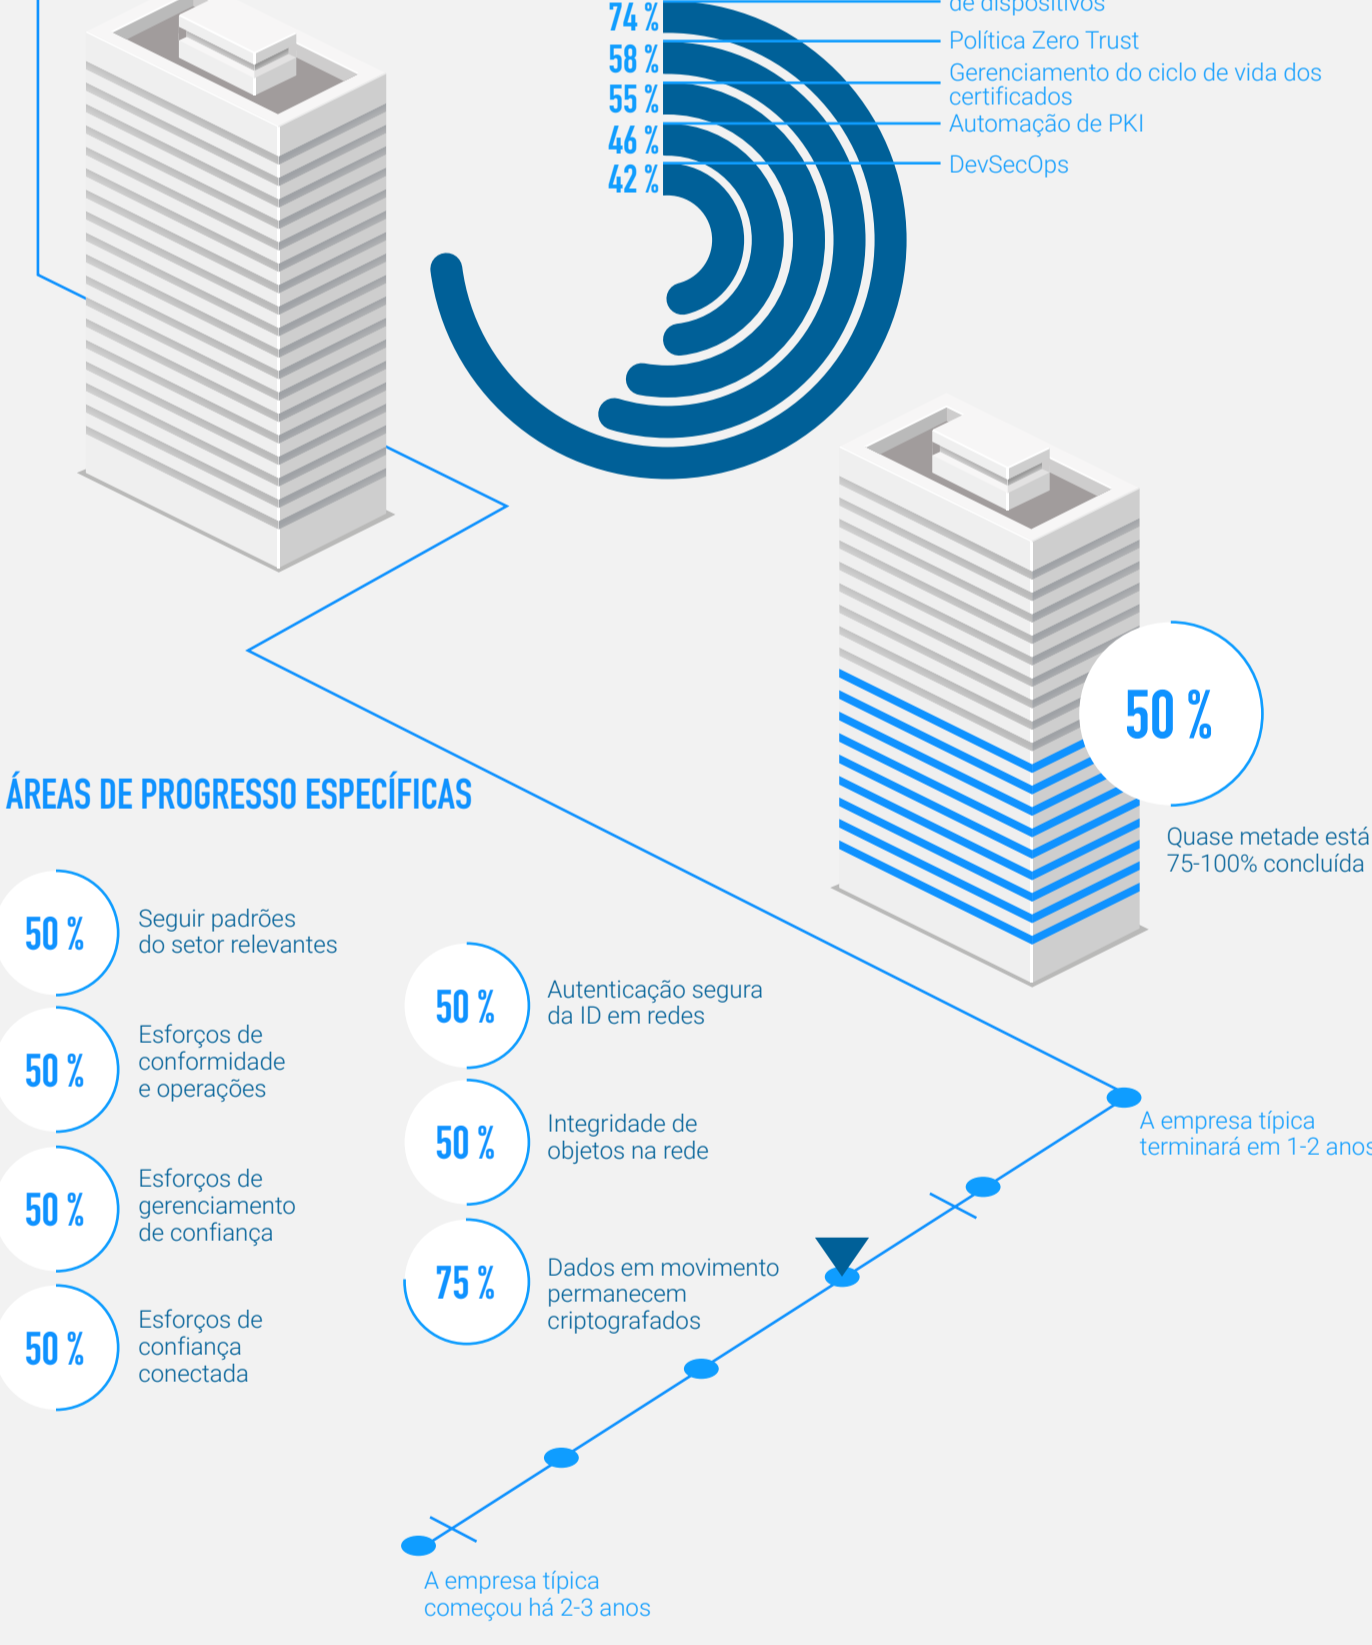 de dispositivos
74 %
Política Zero Trust
58 %
Gerenciamento do ciclo de vida dos
certificados
55 %
Automação de PKI
46 %
DevSecOps
42 %
50 %
Quase metade está
75-100% concluída
ÁREAS DE PROGRESSO ESPECÍFICAS
50 %
Seguir padrões
do setor relevantes
50 %
Esforços de
conformidade
e operações
50 %
Esforços de
gerenciamento
de confiança
50 %
Esforços de
confiança
conectada
50 %
Autenticação segura
da ID em redes
50 %
Integridade de
objetos na rede
75 %
Dados em movimento
permanecem
criptografados
A empresa típica
terminará em 1-2 anos
A empresa típica
começou há 2-3 anos